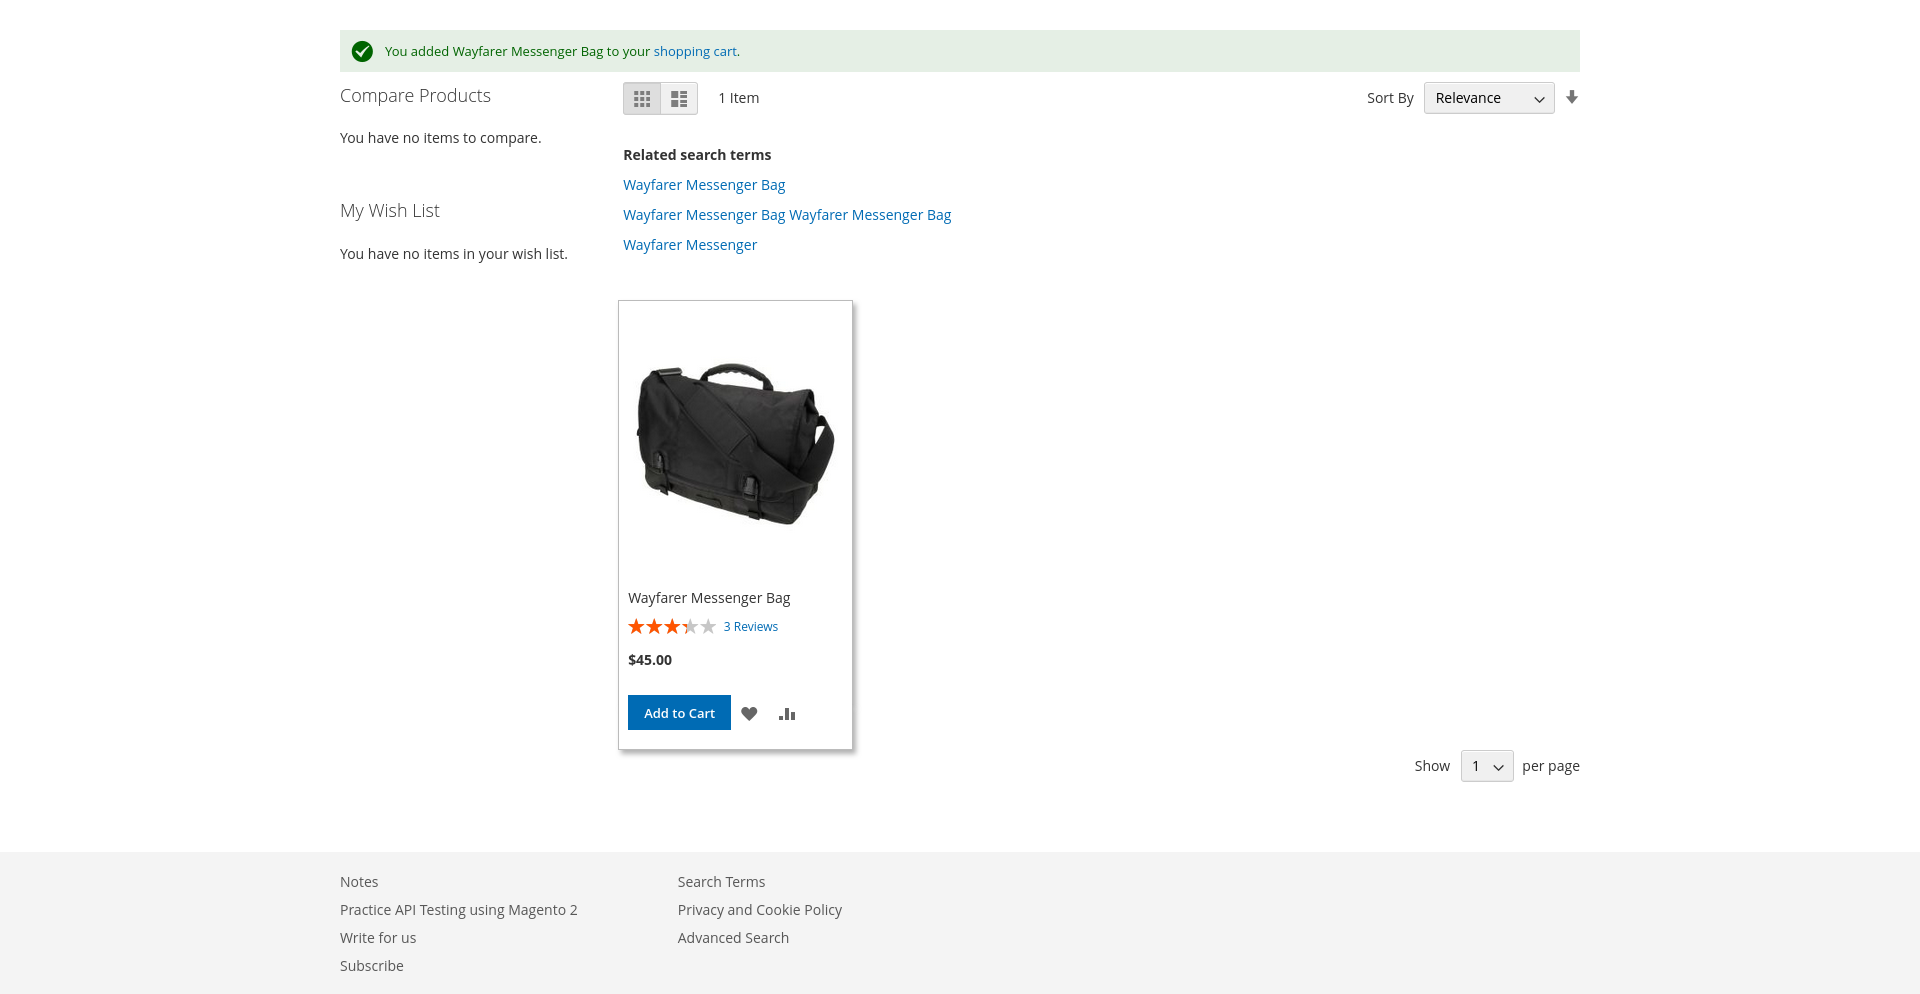 You added Wayfarer Messenger Bag to your shopping cart.
Compare Products
You have no items to compare.
My Wish List
You have no items in your wish list.
1 Item
Sort By Relevance
Related search terms
Wayfarer Messenger Bag
Wayfarer Messenger Bag Wayfarer Messenger Bag
Wayfarer Messenger
Wayfarer Messenger Bag
3 Reviews
$45.00
Add to Cart
Show 1 per page
Notes
Practice API Testing using Magento 2
Write for us
Subscribe
Search Terms
Privacy and Cookie Policy
Advanced Search